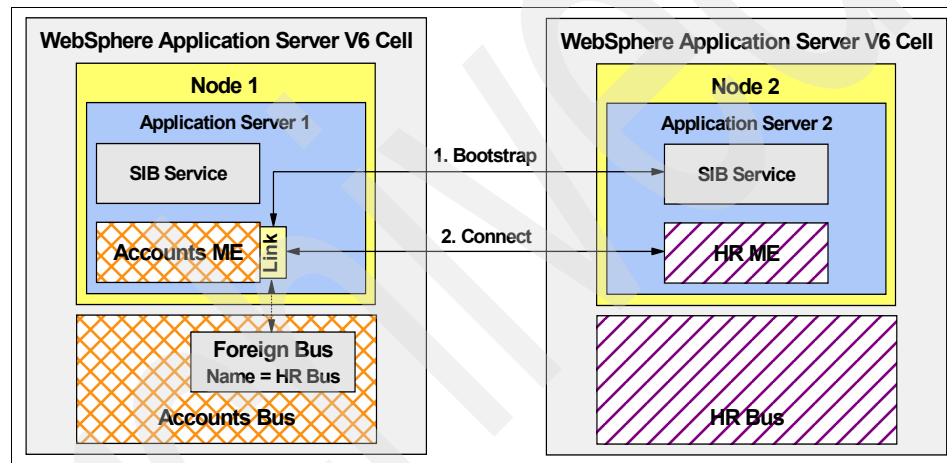 WebSphere Application Server V6 Cell
Node 1
Application Server 1
SIB Service
Accounts ME
Link
Foreign Bus
Name = HR Bus
Accounts Bus
1. Bootstrap
2. Connect
WebSphere Application Server V6 Cell
Node 2
Application Server 2
SIB Service
HR ME
HR Bus